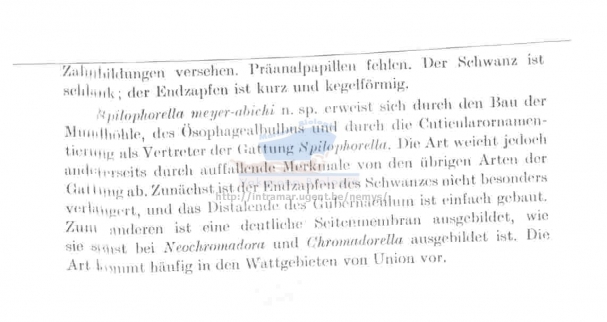 Zahnbildungen versehen. Präanalpapillen fehlen. Der Schwanz ist
schlank; der Endzapfen ist kurz und kegelförmig.
Spilophorella meyer-abichi n. sp. erweist sich durch den Bau der
Mundhöhle, des Ösophagealbulbus und durch die Cuticularornamen-
tierung als Vertreter der Gattung Spilophorella. Die Art weicht jedoch
andererseits durch auffallende Merkmale von den übrigen Arten der
Gattung ab. Zunächst ist der Endzapfen des Schwanzes nicht besonders
http://intramar.ugent.be/nemys/
verlängert, und das Distalende des Gubernaculum ist einfach gebaut.
Zum anderen ist eine deutliche Seitenmembran ausgebildet, wie
sie sonst bei Neochromadora und Chromadorella ausgebildet ist. Die
Art kommt häufig in den Wattgebieten von Union vor.